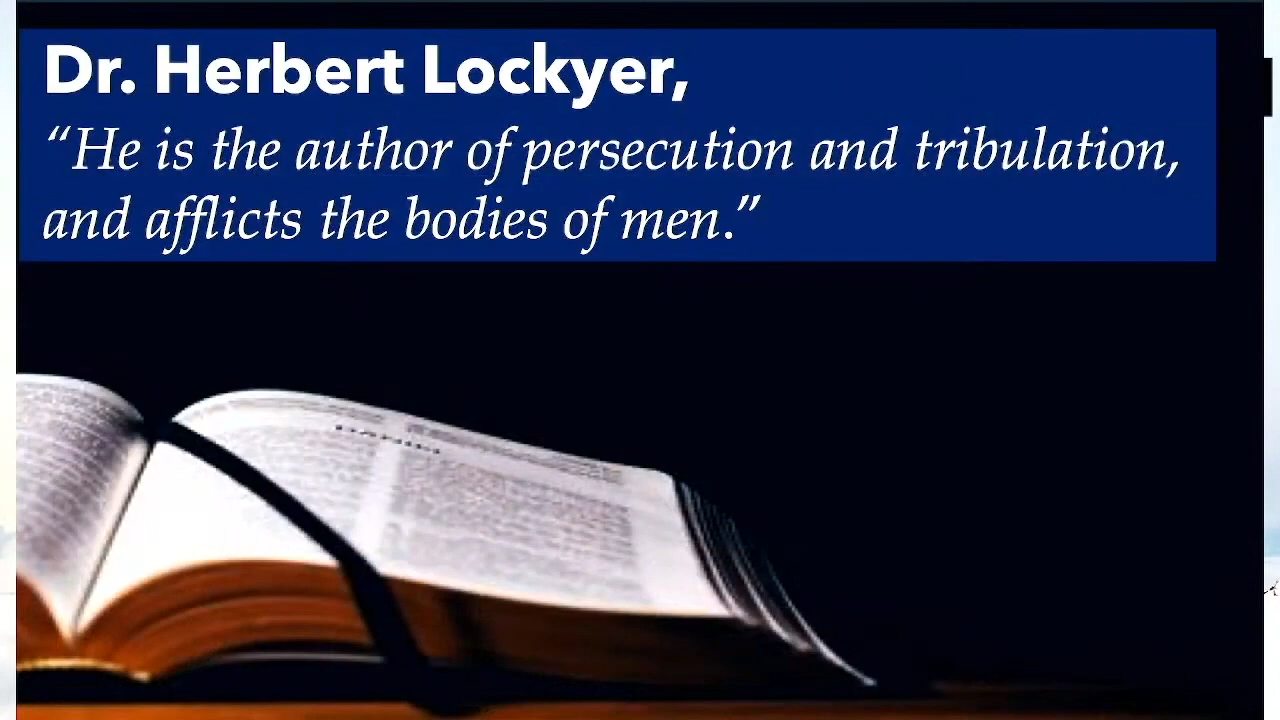 Dr. Herbert Lockyer,
“He is the author of persecution and tribulation,
and afflicts the bodies of men.”